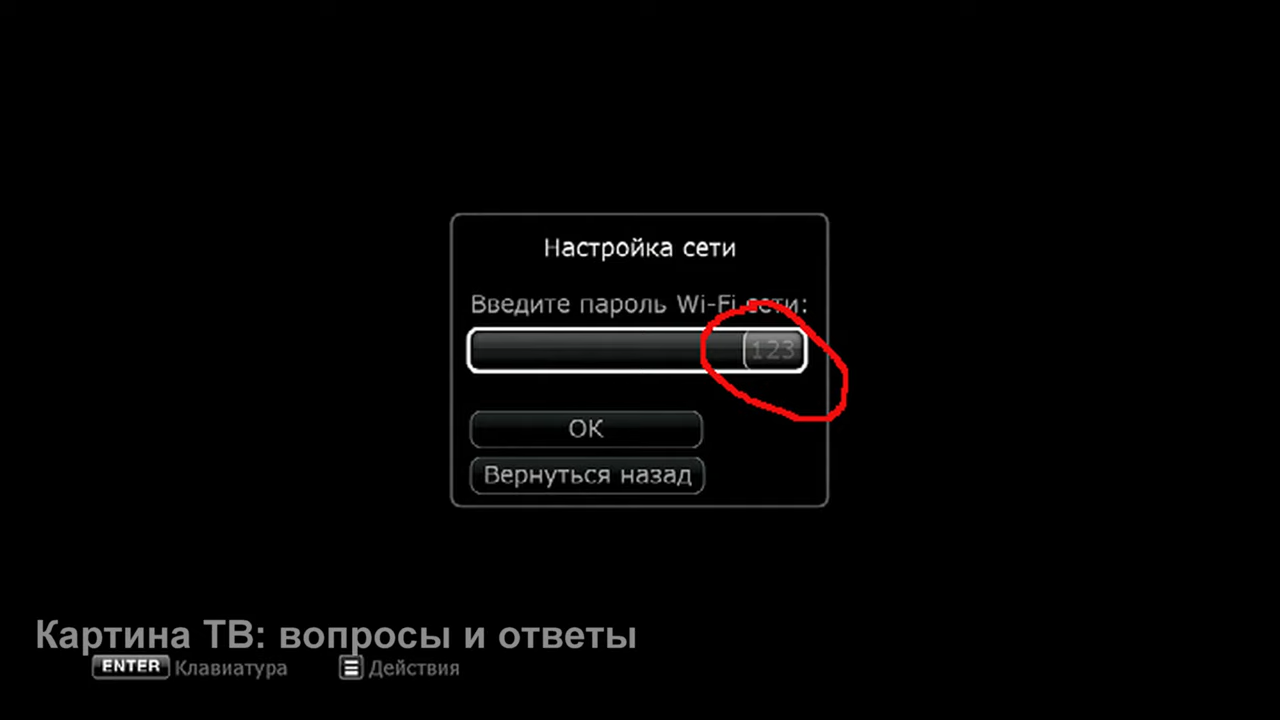 Настройка сети
Введите пароль Wi-Fi сети:
123
OK
Вернуться назад
Картина ТВ: вопросы и ответы
ENTER Клавиатура Действия